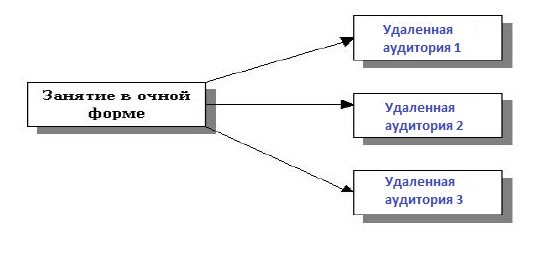 Удаленная
аудитория 1
Занятие в очной
форме
Удаленная
аудитория 2
Удаленная
аудитория 3